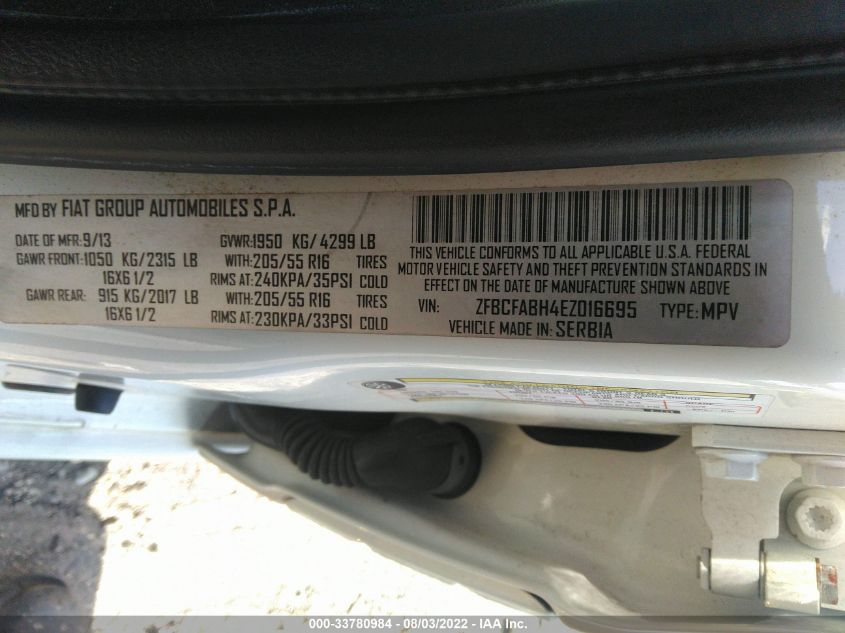 MFD BY FIAT GROUP AUTOMOBILES S.P.A.
DATE OF MFR:9/13 GVWR:1950 KG/4299 LB
GAWR FRONT:1050 KG/2315 LB WITH:205/55 R16 TIRES
16X6 1/2 RIMS AT:240KPA/35PSI COLD
GAWR REAR: 915 KG/2017 LB WITH:205/55 R16 TIRES
16X6 1/2 RIMS AT:230KPA/33PSI COLD
THIS VEHICLE CONFORMS TO ALL APPLICABLE U.S.A. FEDERAL
MOTOR VEHICLE SAFETY AND THEFT PREVENTION STANDARDS IN
EFFECT ON THE DATE OF MANUFACTURE SHOWN ABOVE
VIN: ZFBCFABH4EZ016695 TYPE: MPV
VEHICLE MADE IN: SERBIA
000-33780984 - 08/03/2022 - IAA Inc.